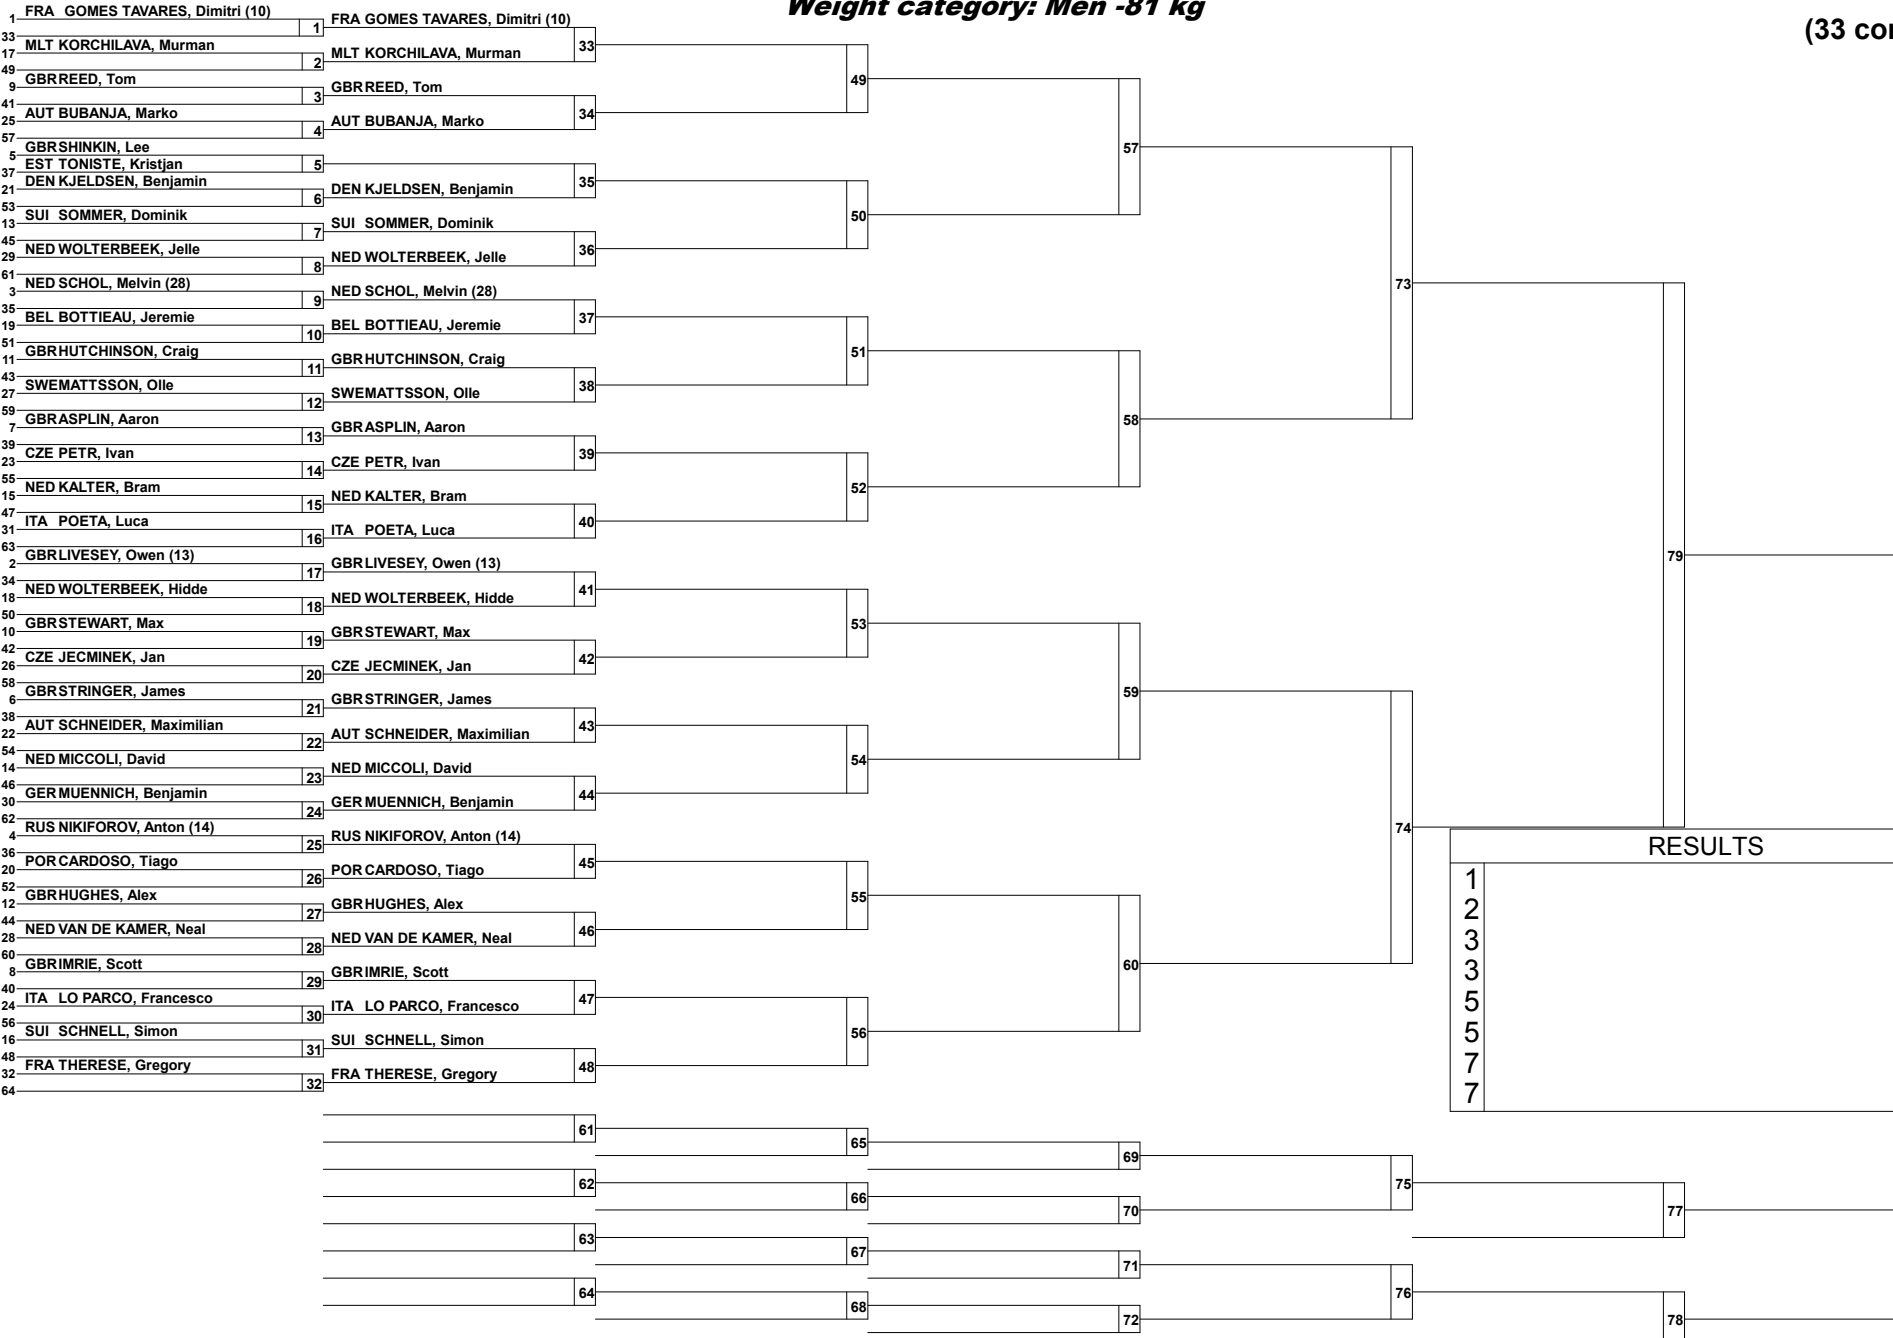 Weight category: Men -81 kg
(33 co
1 FRA GOMES TAVARES, Dimitri (10)
33
1 FRA GOMES TAVARES, Dimitri (10)
17 MLT KORCHILAVA, Murman
49
2 MLT KORCHILAVA, Murman
33
9 GBR REED, Tom
41
3 GBR REED, Tom
25 AUT BUBANJA, Marko
57
4 AUT BUBANJA, Marko
34
49
5 GBR SHINKIN, Lee
37 EST TONISTE, Kristjan
5
21 DEN KJELDSEN, Benjamin
53
6 DEN KJELDSEN, Benjamin
35
13 SUI SOMMER, Dominik
45
7 SUI SOMMER, Dominik
29 NED WOLTERBEEK, Jelle
61
8 NED WOLTERBEEK, Jelle
36
50
57
3 NED SCHOL, Melvin (28)
35
9 NED SCHOL, Melvin (28)
19 BEL BOTTIEAU, Jeremie
51
10 BEL BOTTIEAU, Jeremie
37
11 GBR HUTCHINSON, Craig
43
11 GBR HUTCHINSON, Craig
27 SWE MATTSSON, Olle
59
12 SWE MATTSSON, Olle
38
51
7 GBR ASPLIN, Aaron
39
13 GBR ASPLIN, Aaron
23 CZE PETR, Ivan
55
14 CZE PETR, Ivan
39
15 NED KALTER, Bram
47
15 NED KALTER, Bram
31 ITA POETA, Luca
63
16 ITA POETA, Luca
40
52
58
73
2 GBR LIVESEY, Owen (13)
34
17 GBR LIVESEY, Owen (13)
18 NED WOLTERBEEK, Hidde
50
18 NED WOLTERBEEK, Hidde
41
10 GBR STEWART, Max
42
19 GBR STEWART, Max
26 CZE JECMINEK, Jan
58
20 CZE JECMINEK, Jan
42
53
6 GBR STRINGER, James
38
21 GBR STRINGER, James
22 AUT SCHNEIDER, Maximilian
54
22 AUT SCHNEIDER, Maximilian
43
14 NED MICCOLI, David
46
23 NED MICCOLI, David
30 GER MUENNICH, Benjamin
62
24 GER MUENNICH, Benjamin
44
54
59
4 RUS NIKIFOROV, Anton (14)
36
25 RUS NIKIFOROV, Anton (14)
20 POR CARDOSO, Tiago
52
26 POR CARDOSO, Tiago
45
12 GBR HUGHES, Alex
44
27 GBR HUGHES, Alex
28 NED VAN DE KAMER, Neal
60
28 NED VAN DE KAMER, Neal
46
55
8 GBR IMRIE, Scott
40
29 GBR IMRIE, Scott
24 ITA LO PARCO, Francesco
56
30 ITA LO PARCO, Francesco
47
16 SUI SCHNELL, Simon
48
31 SUI SCHNELL, Simon
32 FRA THERESE, Gregory
64
32 FRA THERESE, Gregory
48
56
60
74
79
RESULTS
1
2
3
3
5
5
7
7
61
65
69
62
66
70
75
77
63
67
71
64
68
72
76
78